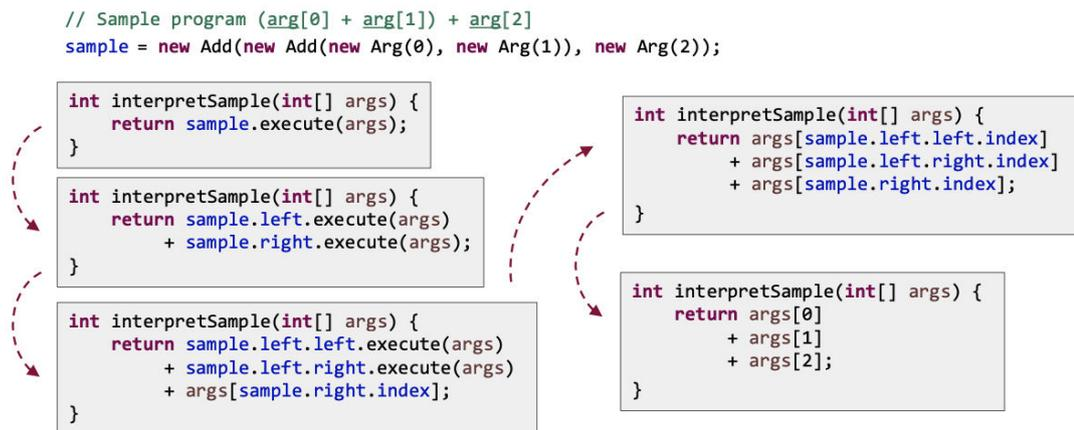 // Sample program (arg[0] + arg[1]) + arg[2]
sample = new Add(new Add(new Arg(0), new Arg(1)), new Arg(2));
int interpretSample(int[] args) {
return sample.execute(args);
}
int interpretSample(int[] args) {
return sample.left.execute(args)
+ sample.right.execute(args);
}
int interpretSample(int[] args) {
return sample.left.left.execute(args)
+ sample.left.right.execute(args)
+ args[sample.right.index];
}
int interpretSample(int[] args) {
return args[sample.left.left.index]
+ args[sample.left.right.index]
+ args[sample.right.index];
}
int interpretSample(int[] args) {
return args[0]
+ args[1]
+ args[2];
}